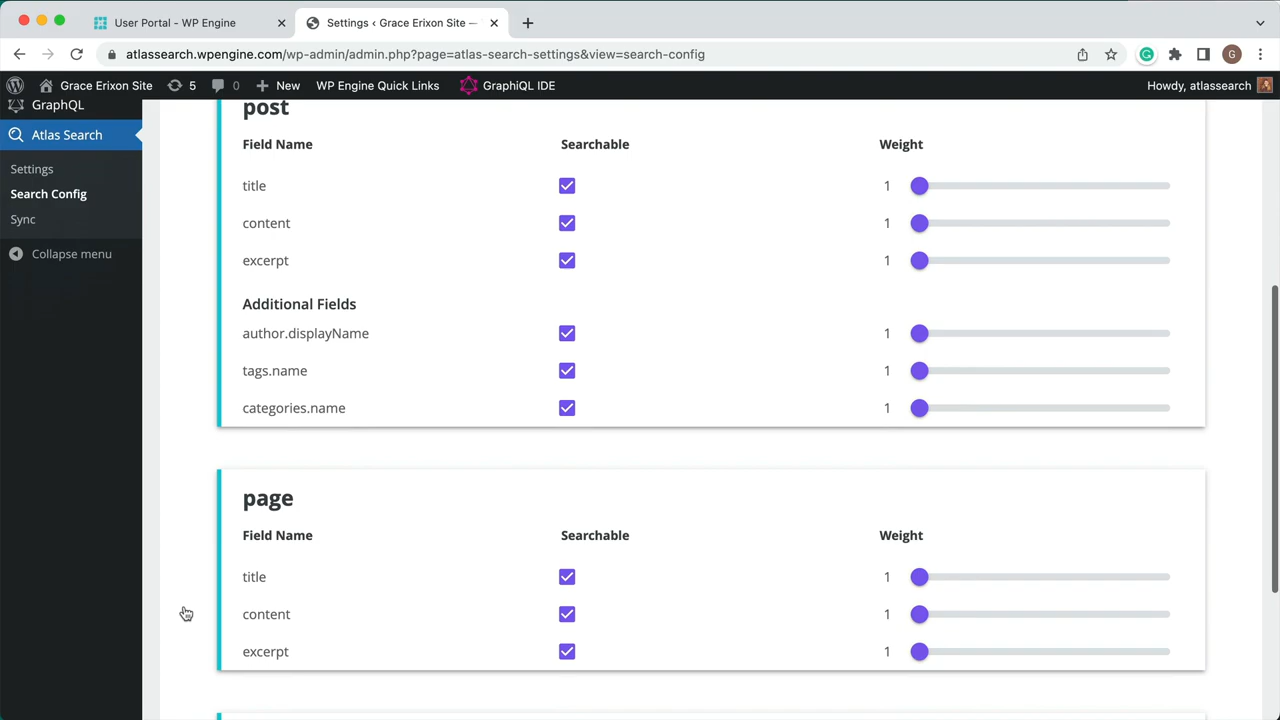 User Portal - WP Engine
Settings ‹ Grace Erixon Site —
atlassearch.wpengine.com/wp-admin/admin.php?page=atlas-search-settings&view=search-config
G
G
Grace Erixon Site 5 0 New WP Engine Quick Links GraphiQL IDE Howdy, atlassearch
GraphQL
Atlas Search
Settings
Search Config
Sync
Collapse menu
post
Field Name Searchable Weight
title 1
content 1
excerpt 1
Additional Fields
author.displayName 1
tags.name 1
categories.name 1
page
Field Name Searchable Weight
title 1
content 1
excerpt 1